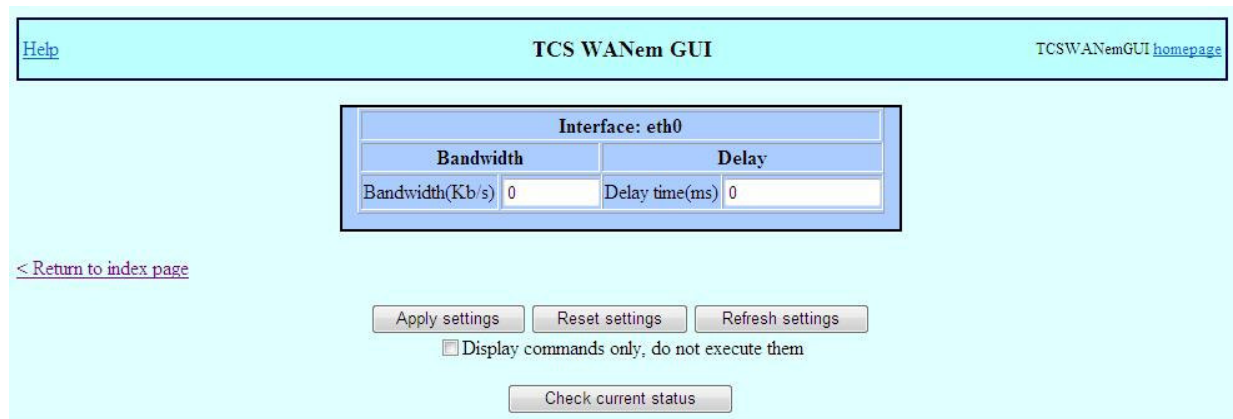 Help TCS WANem GUI TCSWANemGUI homepage
Interface: eth0
Bandwidth Delay
Bandwidth(Kb/s) 0 Delay time(ms) 0
< Return to index page
Apply settings Reset settings Refresh settings
Display commands only, do not execute them
Check current status